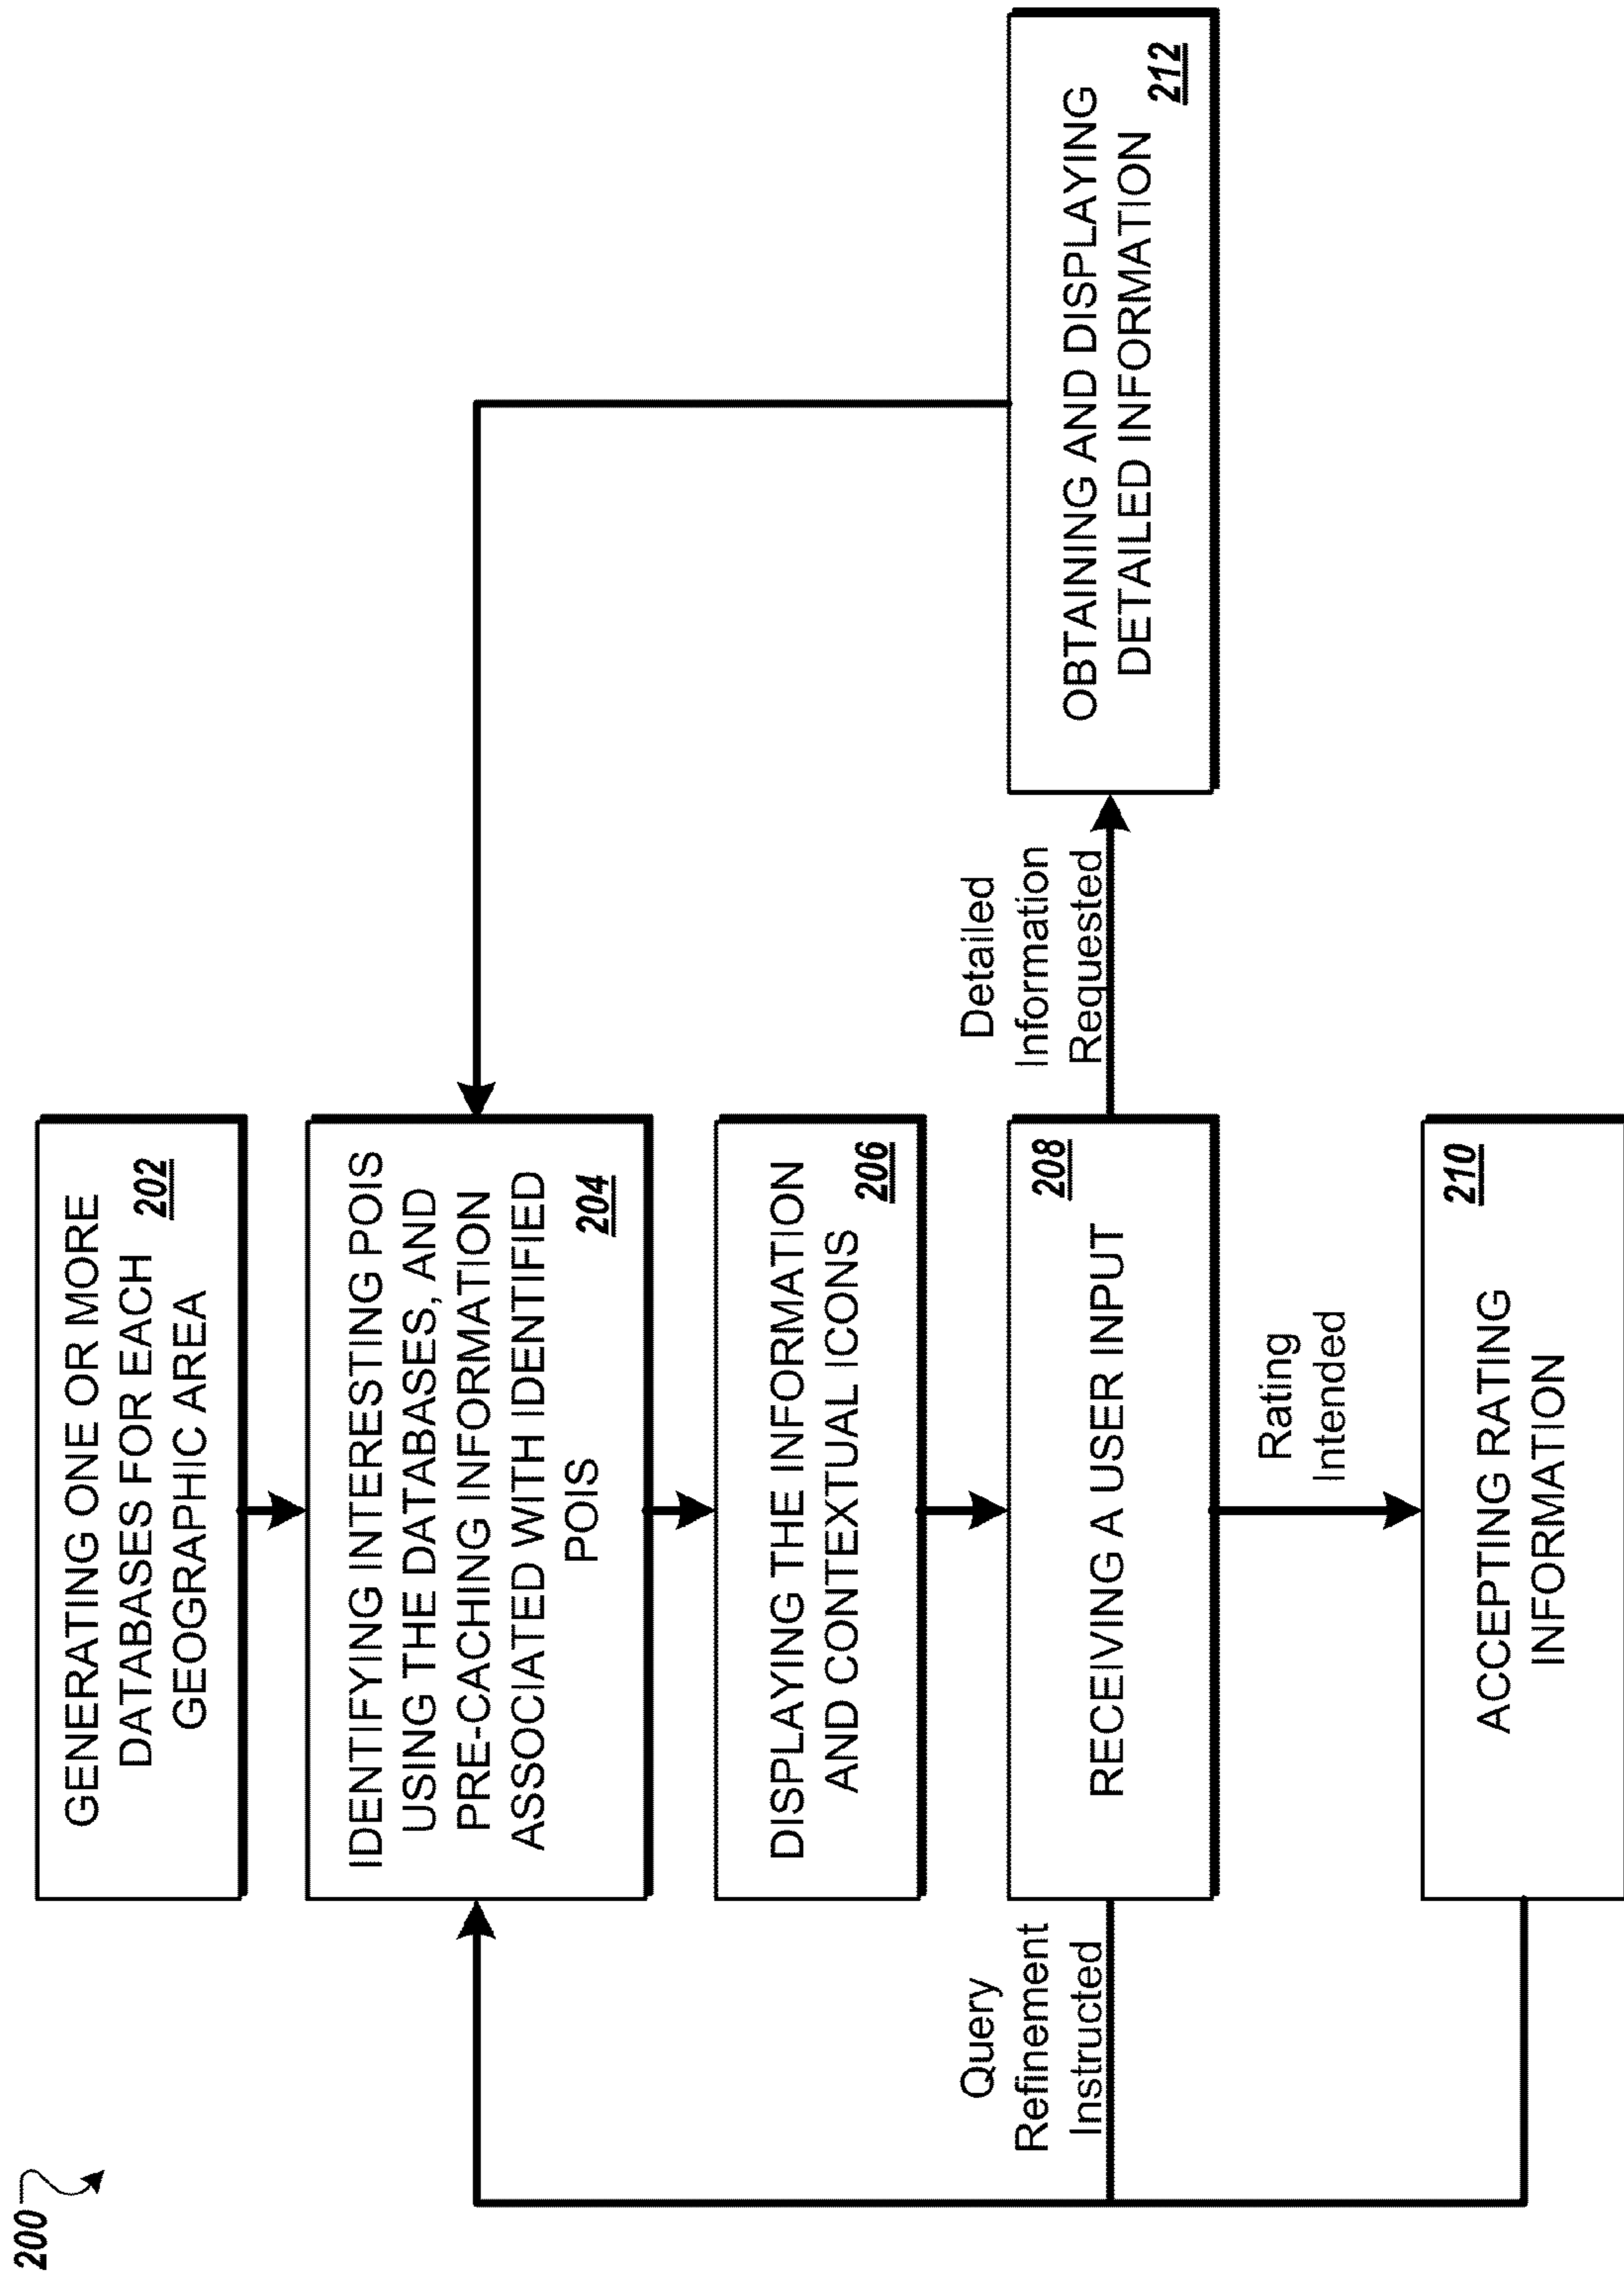 200
GENERATING ONE OR MORE
DATABASES FOR EACH
GEOGRAPHIC AREA
202
IDENTIFYING INTERESTING POIS
USING THE DATABASES, AND
PRE-CACHING INFORMATION
ASSOCIATED WITH IDENTIFIED
POIS
204
DISPLAYING THE INFORMATION
AND CONTEXTUAL ICONS
206
Query
Refinement
Instructed
RECEIVING A USER INPUT
208
Detailed
Information
Requested
OBTAINING AND DISPLAYING
DETAILED INFORMATION
212
Rating
Intended
ACCEPTING RATING
INFORMATION
210